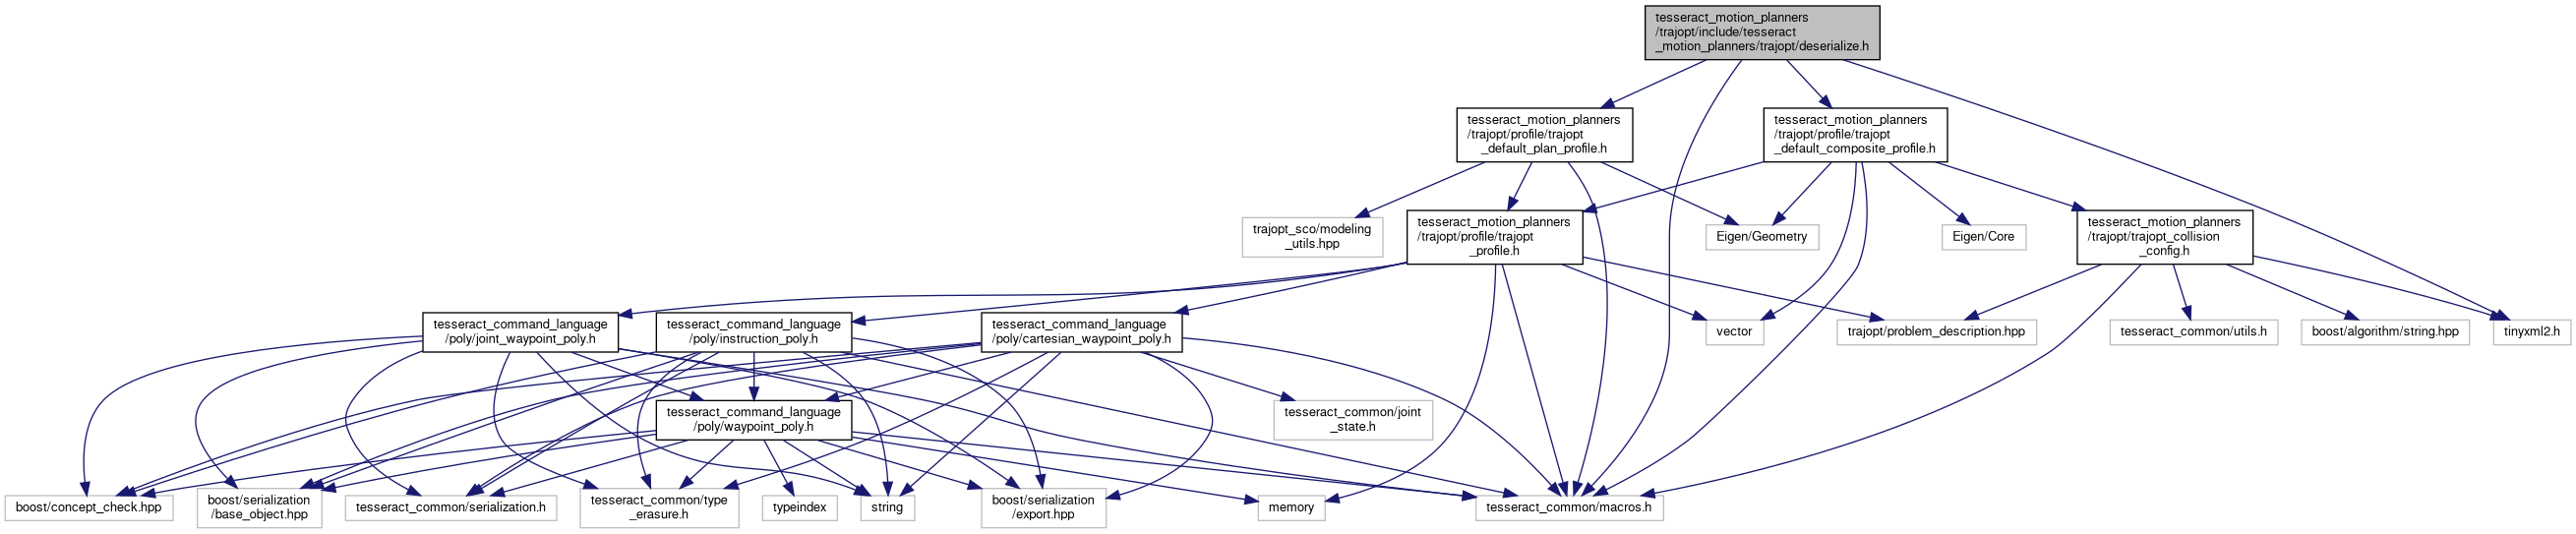 tesseract_motion_planners
/trajopt/include/tesseract
_motion_planners/trajopt/deserialize.h
tesseract_motion_planners
/trajopt/profile/trajopt
_default_plan_profile.h
tesseract_motion_planners
/trajopt/profile/trajopt
_default_composite_profile.h
trajopt_sco/modeling
_utils.hpp
tesseract_motion_planners
/trajopt/profile/trajopt
_profile.h
Eigen/Geometry
Eigen/Core
tesseract_motion_planners
/trajopt/trajopt_collision
_config.h
tesseract_command_language
/poly/joint_waypoint_poly.h
tesseract_command_language
/poly/instruction_poly.h
tesseract_command_language
/poly/cartesian_waypoint_poly.h
vector
trajopt/problem_description.hpp
tesseract_common/utils.h
boost/algorithm/string.hpp
tinyxml2.h
tesseract_command_language
/poly/waypoint_poly.h
tesseract_common/joint
_state.h
boost/concept_check.hpp
boost/serialization
/base_object.hpp
tesseract_common/serialization.h
tesseract_common/type
_erasure.h
typeindex
string
boost/serialization
/export.hpp
memory
tesseract_common/macros.h